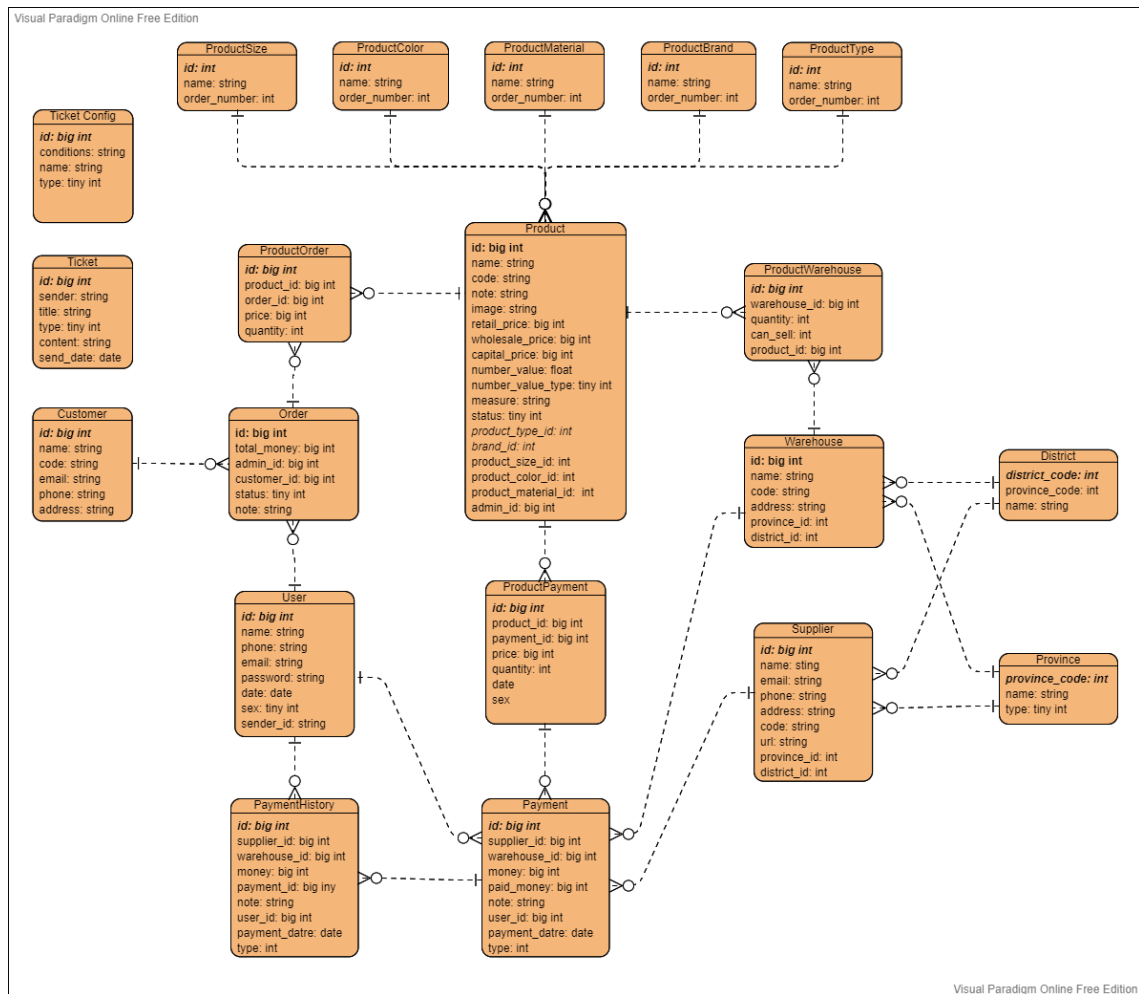 Visual Paradigm Online Free Edition
ProductSize
id: int
name: string
order_number: int
ProductColor
id: int
name: string
order_number: int
ProductMaterial
id: int
name: string
order_number: int
ProductBrand
id: int
name: string
order_number: int
ProductType
id: int
name: string
order_number: int
Ticket Config
id: big int
conditions: string
name: string
type: tiny int
Ticket
id: big int
sender: string
title: string
type: tiny int
content: string
send_date: date
ProductOrder
id: big int
product_id: big int
order_id: big int
price: big int
quantity: int
Product
id: big int
name: string
code: string
note: string
image: string
retail_price: big int
wholesale_price: big int
capital_price: big int
number_value: float
number_value_type: tiny int
measure: string
status: tiny int
product_type_id: int
brand_id: int
product_size_id: int
product_color_id: int
product_material_id: int
admin_id: big int
ProductWarehouse
id: big int
warehouse_id: big int
quantity: int
can_sell: int
product_id: big int
Customer
id: big int
name: string
code: string
email: string
phone: string
address: string
Order
id: big int
total_money: big int
admin_id: big int
customer_id: big int
status: tiny int
note: string
Warehouse
id: big int
name: string
code: string
address: string
province_id: int
district_id: int
District
district_code: int
province_code: int
name: string
User
id: big int
name: string
phone: string
email: string
password: string
date: date
sex: tiny int
sender_id: string
ProductPayment
id: big int
product_id: big int
payment_id: big int
price: big int
quantity: int
date
sex
Supplier
id: big int
name: sting
email: string
phone: string
address: string
code: string
url: string
province_id: int
district_id: int
Province
province_code: int
name: string
type: tiny int
PaymentHistory
id: big int
supplier_id: big int
warehouse_id: big int
money: big int
payment_id: big iny
note: string
user_id: big int
payment_datre: date
type: int
Payment
id: big int
supplier_id: big int
warehouse_id: big int
money: big int
paid_money: big int
note: string
user_id: big int
payment_datre: date
type: int
Visual Paradigm Online Free Edition